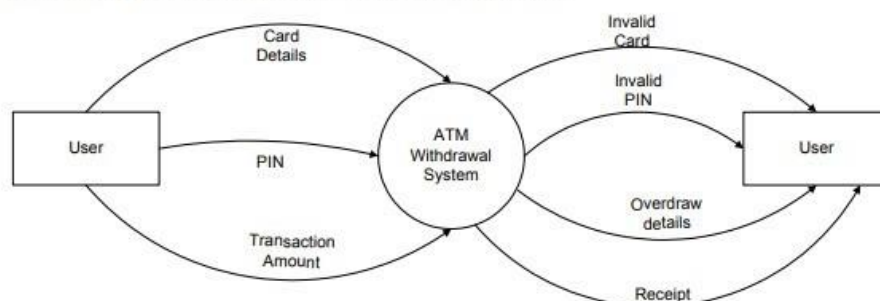 Card
Details
User
PIN
Transaction
Amount
ATM
Withdrawal
System
Invalid
Card
Invalid
PIN
User
Overdraw
details
Receipt